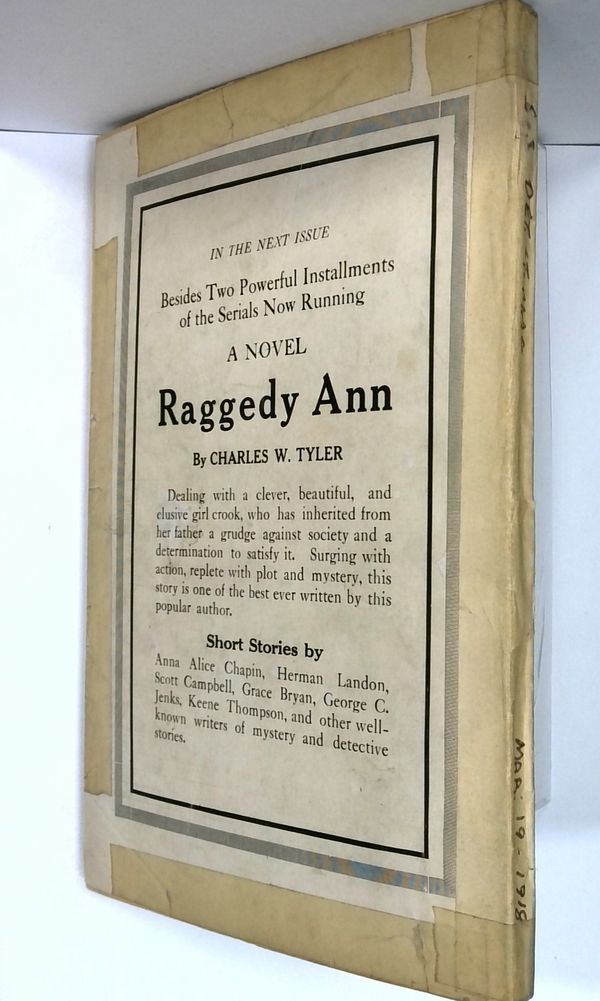 IN THE NEXT ISSUE
Besides Two Powerful Installments
of the Serials Now Running
A NOVEL
Raggedy Ann
By CHARLES W. TYLER
Dealing with a clever, beautiful, and
elusive girl crook, who has inherited from
her father a grudge against society and a
determination to satisfy it. Surging with
action, replete with plot and mystery, this
story is one of the best ever written by this
popular author.
Short Stories by
Anna Alice Chapin, Herman Landon,
Scott Campbell, Grace Bryan, George C.
Jenks, Keene Thompson, and other well-
known writers of mystery and detective
stories.
MAR. 19 - 1918